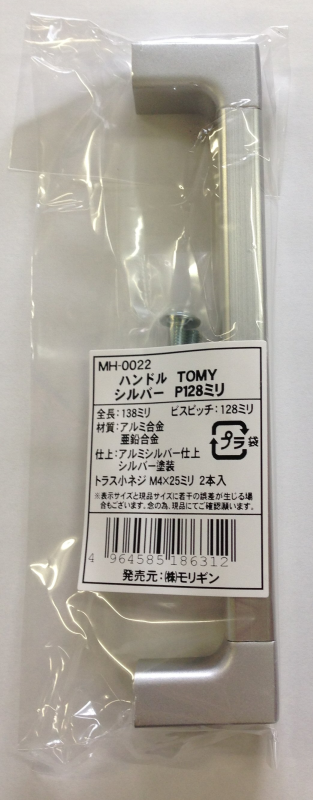 MH-0022
ハンドル TOMY
シルバー P128ミリ
全長：138ミリ ビスピッチ：128ミリ
材質：アルミ合金
亜鉛合金
プラ 袋
仕上：アルミシルバー仕上
シルバー塗装
トラス小ネジ M4×25ミリ 2本入
※表示サイズと現品サイズに若干の誤差が生じる場
合もございます、念の為、現品にてご確認願います。
4 964585 186312
発売元：㈱モリギン